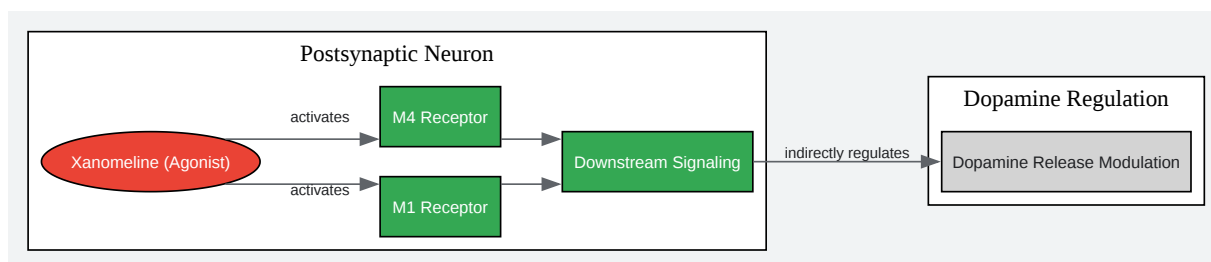 Postsynaptic Neuron
Xanomeline (Agonist)
activates
activates
M4 Receptor
M1 Receptor
Downstream Signaling
indirectly regulates
Dopamine Regulation
Dopamine Release Modulation